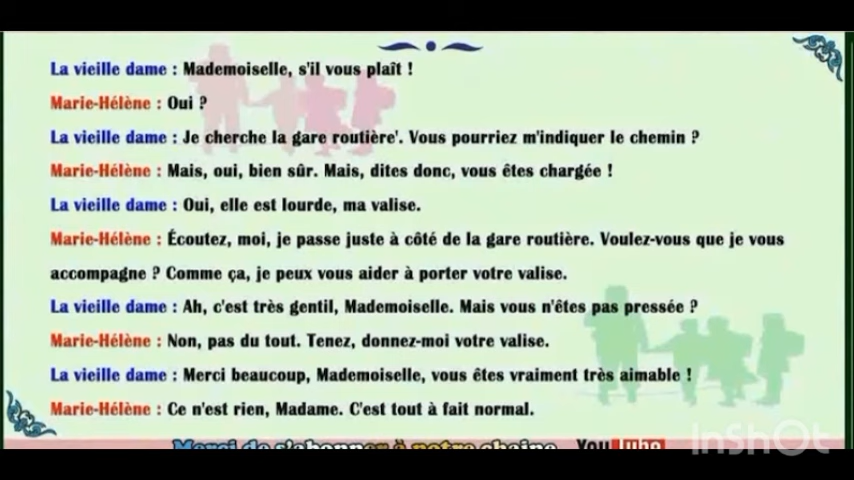 La vieille dame : Mademoiselle, s'il vous plaît !
Marie-Hélène : Oui ?
La vieille dame : Je cherche la gare routière'. Vous pourriez m'indiquer le chemin ?
Marie-Hélène : Mais, oui, bien sûr. Mais, dites donc, vous êtes chargée !
La vieille dame : Oui, elle est lourde, ma valise.
Marie-Hélène : Écoutez, moi, je passe juste à côté de la gare routière. Voulez-vous que je vous
accompagne ? Comme ça, je peux vous aider à porter votre valise.
La vieille dame : Ah, c'est très gentil, Mademoiselle. Mais vous n'êtes pas pressée ?
Marie-Hélène : Non, pas du tout. Tenez, donnez-moi votre valise.
La vieille dame : Merci beaucoup, Mademoiselle, vous êtes vraiment très aimable !
Marie-Hélène : Ce n'est rien, Madame. C'est tout à fait normal.
Merci de s'abonner à notre chaine YouTube
InShOt